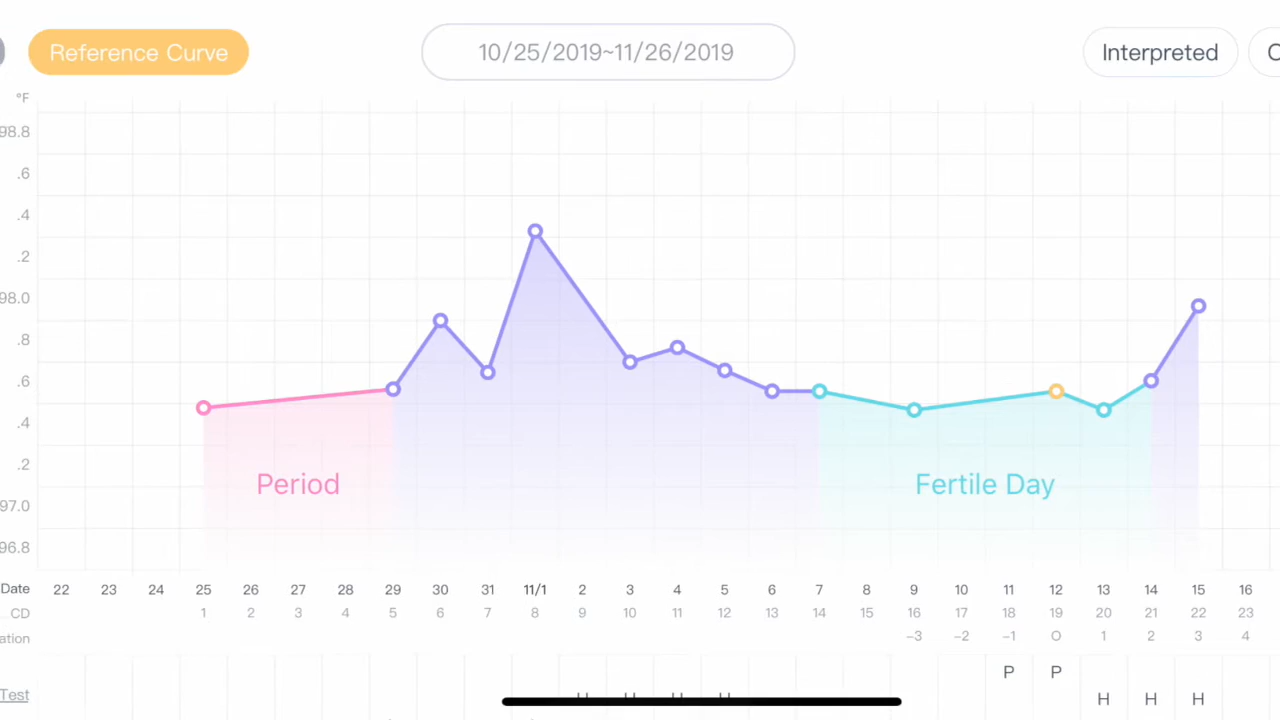 Reference Curve 10/25/2019~11/26/2019 Interpreted
°F
98.8
.6
.4
.2
98.0
.8
.6
.4
.2
97.0
96.8
Period Fertile Day
Date 22 23 24 25 26 27 28 29 30 31 11/1 2 3 4 5 6 7 8 9 10 11 12 13 14 15 16
CD 1 2 3 4 5 6 7 8 9 10 11 12 13 14 15 16 17 18 19 20 21 22 23
ation -3 -2 -1 O 1 2 3 4
P P
Test H H H